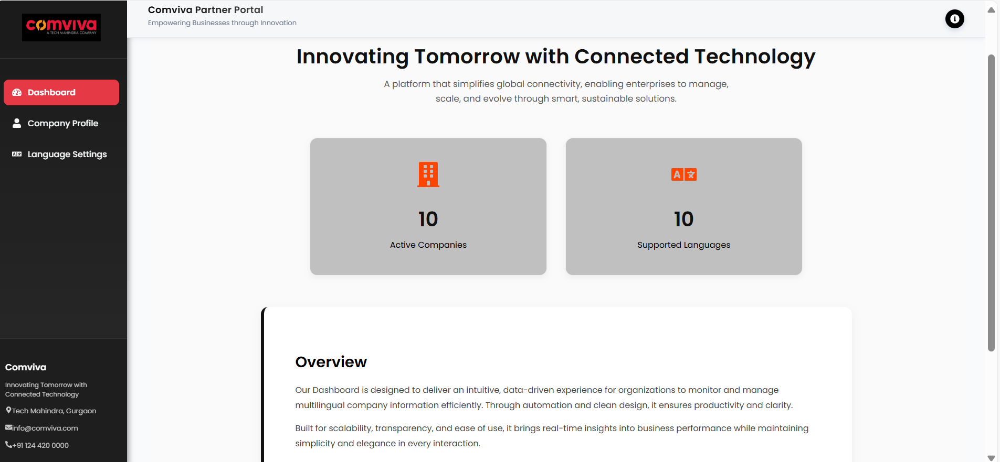 comviva
A TECH MAHINDRA COMPANY
Dashboard
Company Profile
Language Settings
Comviva
Innovating Tomorrow with
Connected Technology
Tech Mahindra, Gurgaon
info@comviva.com
+91 124 420 0000
Comviva Partner Portal
Empowering Businesses through Innovation
Innovating Tomorrow with Connected Technology
A platform that simplifies global connectivity, enabling enterprises to manage,
scale, and evolve through smart, sustainable solutions.
10
Active Companies
10
Supported Languages
Overview
Our Dashboard is designed to deliver an intuitive, data-driven experience for organizations to monitor and manage
multilingual company information efficiently. Through automation and clean design, it ensures productivity and clarity.
Built for scalability, transparency, and ease of use, it brings real-time insights into business performance while maintaining
simplicity and elegance in every interaction.